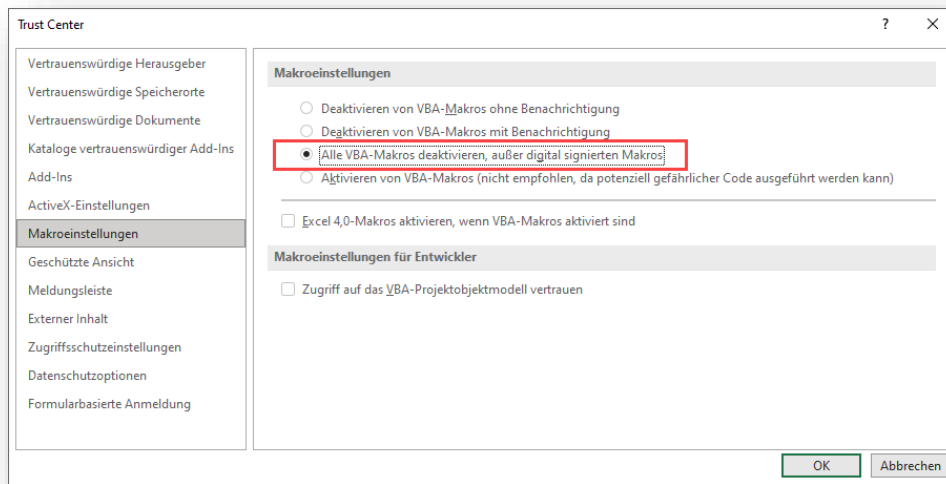 Trust Center
?
Vertrauenswürdige Herausgeber
Vertrauenswürdige Speicherorte
Vertrauenswürdige Dokumente
Kataloge vertrauenswürdiger Add-Ins
Add-Ins
ActiveX-Einstellungen
Makroeinstellungen
Geschützte Ansicht
Meldungsleiste
Externer Inhalt
Zugriffsschutzeinstellungen
Datenschutzoptionen
Formularbasierte Anmeldung
Makroeinstellungen
Deaktivieren von VBA-Makros ohne Benachrichtigung
Deaktivieren von VBA-Makros mit Benachrichtigung
Alle VBA-Makros deaktivieren, außer digital signierten Makros
Aktivieren von VBA-Makros (nicht empfohlen, da potenziell gefährlicher Code ausgeführt werden kann)
Excel 4,0-Makros aktivieren, wenn VBA-Makros aktiviert sind
Makroeinstellungen für Entwickler
Zugriff auf das VBA-Projektobjektmodell vertrauen
OK
Abbrechen